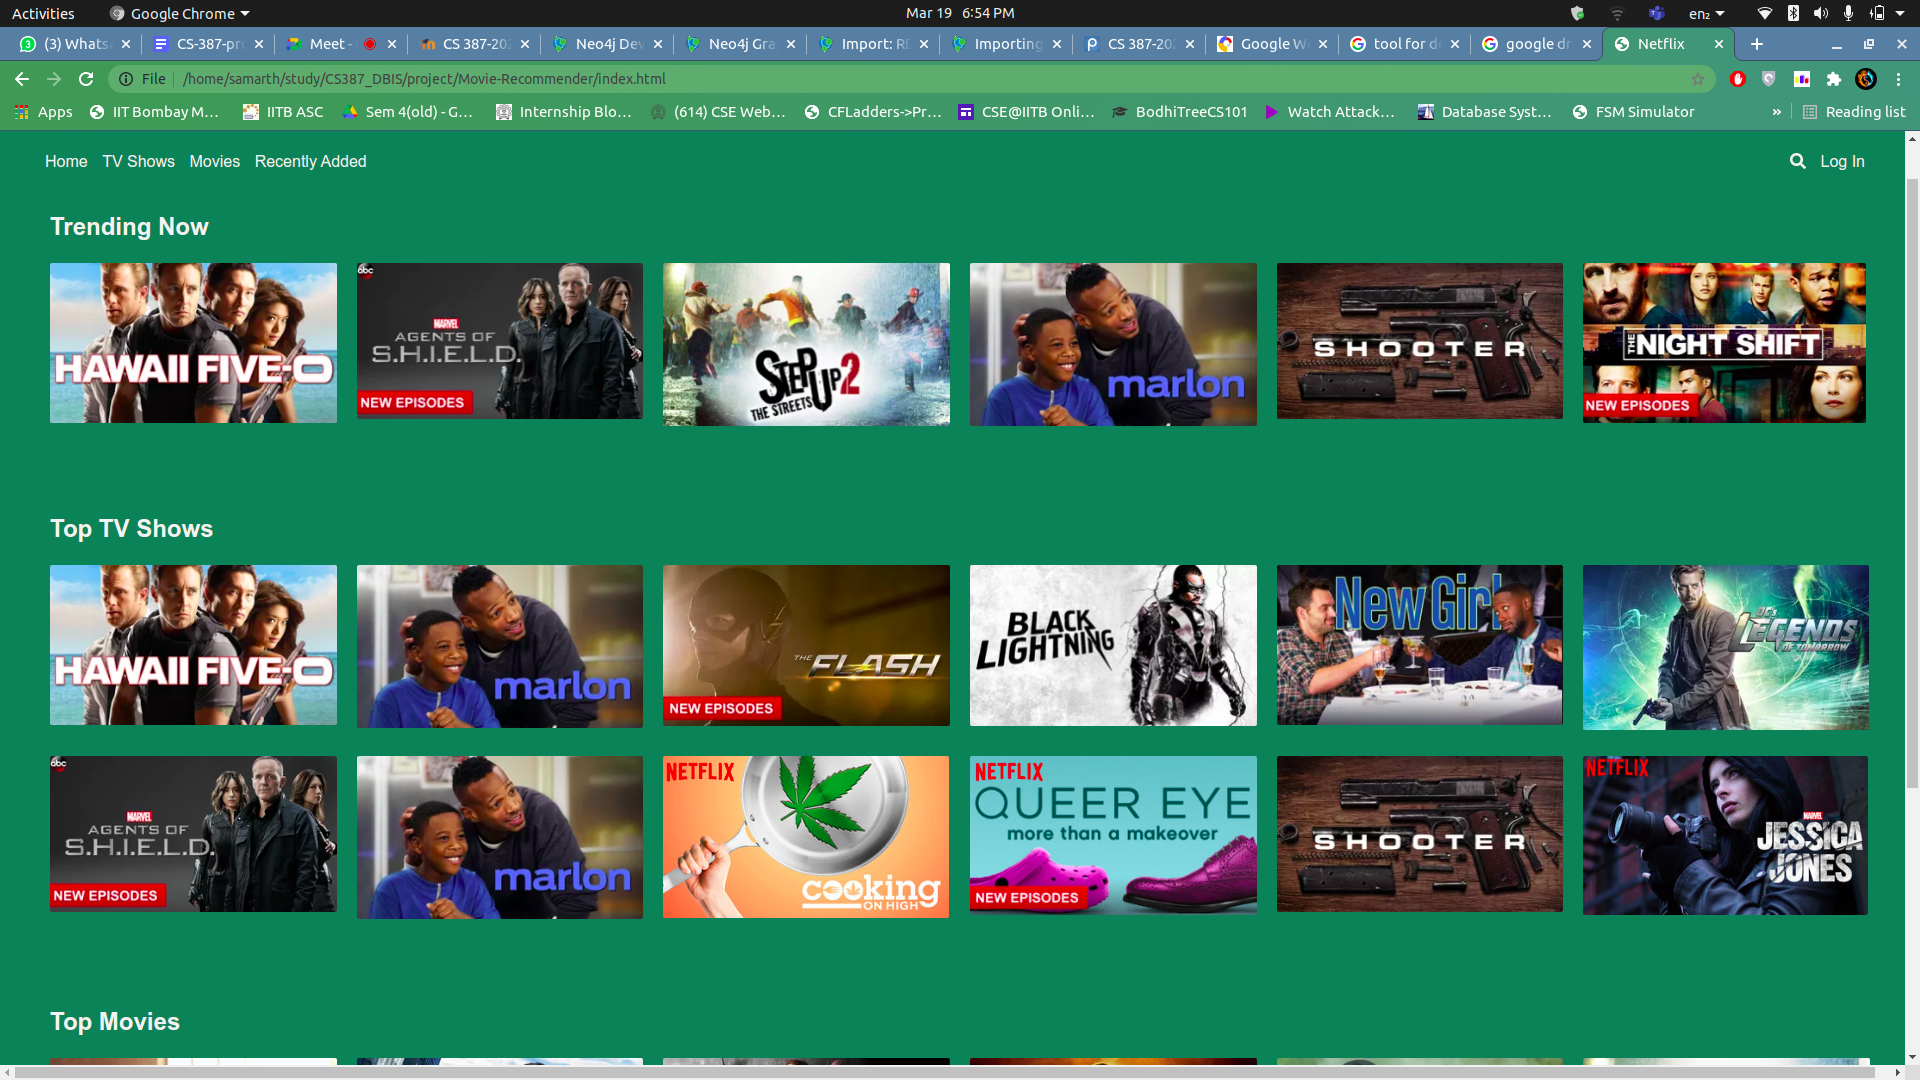 Activities Google Chrome Mar 19 6:54 PM en₂
(3) Whats CS-387-pr Meet - CS 387-202 Neo4j Dev Neo4j Gra Import: RD Importing CS 387-202 Google W tool for d google dr Netflix
File /home/samarth/study/CS387_DBIS/project/Movie-Recommender/index.html
Apps IIT Bombay M... IITB ASC Sem 4(old) - G... Internship Blo... (614) CSE Web... CFLadders->Pr... CSE@IITB Onli... BodhiTreeCS101 Watch Attack... Database Syst... FSM Simulator » Reading list
Home TV Shows Movies Recently Added Log In
Trending Now
HAWAII FIVE-O
abc
MARVEL
AGENTS OF
S.H.I.E.L.D.
NEW EPISODES
STEP UP 2
THE STREETS
marlon
SHOOTER
THE NIGHT SHIFT
NEW EPISODES
Top TV Shows
HAWAII FIVE-O
marlon
THE FLASH
NEW EPISODES
BLACK
LIGHTNING
New Girl
DC's
LEGENDS
OF TOMORROW
abc
MARVEL
AGENTS OF
S.H.I.E.L.D.
NEW EPISODES
marlon
NETFLIX
cooking
ON HIGH
NETFLIX
QUEER EYE
more than a makeover
NEW EPISODES
SHOOTER
NETFLIX
MARVEL
JESSICA
JONES
Top Movies